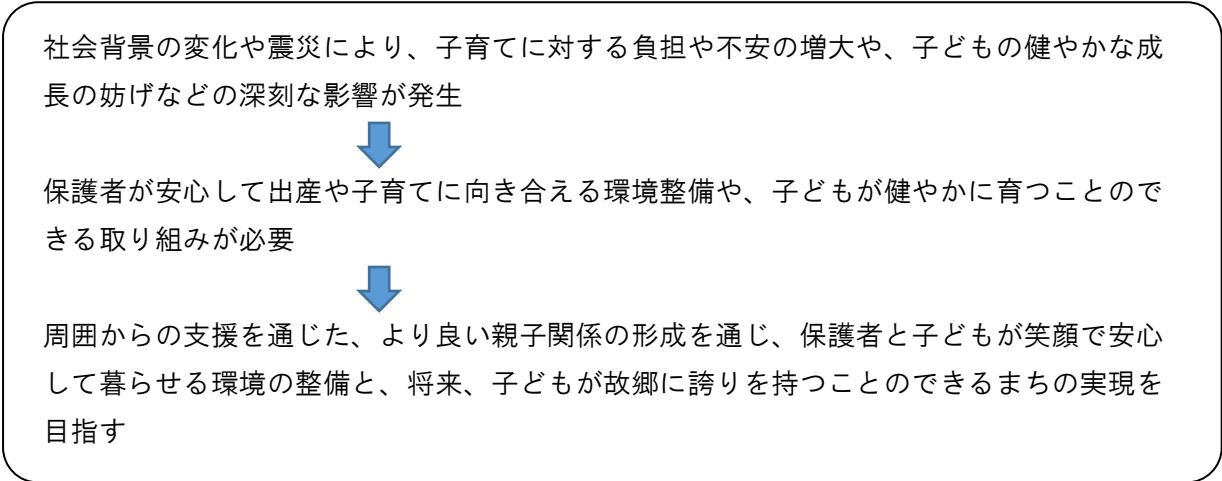 社会背景の変化や震災により、子育てに対する負担や不安の増大や、子どもの健やかな成
長の妨げなどの深刻な影響が発生
保護者が安心して出産や子育てに向き合える環境整備や、子どもが健やかに育つことので
きる取り組みが必要
周囲からの支援を通じた、より良い親子関係の形成を通じ、保護者と子どもが笑顔で安心
して暮らせる環境の整備と、将来、子どもが故郷に誇りを持つことのできるまちの実現を
目指す